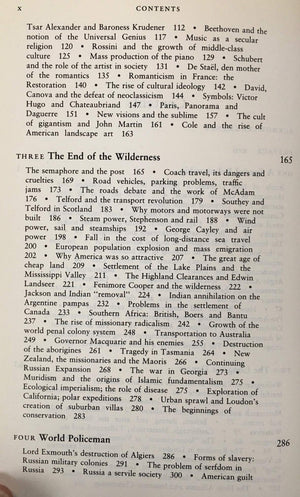 x CONTENTS
Tsar Alexander and Baroness Krudener 112 • Beethoven and the
notion of the Universal Genius 117 • Music as a secular
religion 120 • Rossini and the growth of middle-class
culture 125 • Mass production of the piano 129 • Schubert
and the role of the artist in society 131 • De Staël, den mother
of the romantics 135 • Romanticism in France: the
Restoration 140 • The rise of cultural ideology 142 • David,
Canova and the defeat of neoclassicism 144 • Symbols: Victor
Hugo and Chateaubriand 147 • Paris, Panorama and
Daguerre 151 • New visions and the sublime 157 • The cult
of gigantism and John Martin 161 • Cole and the rise of
American landscape art 163
THREE The End of the Wilderness 165
The semaphore and the post 165 • Coach travel, its dangers and
cruelties 169 • Road vehicles, parking problems, traffic
jams 173 • The roads debate and the work of McAdam
176 • Telford and the transport revolution 179 • Southey and
Telford in Scotland 183 • Why motors and motorways were not
built 186 • Steam power, Stephenson and rail 188 • Wind
power, sail and steamships 192 • George Cayley and air
power 198 • Fall in the cost of long-distance sea travel
200 • European population explosion and mass emigration
202 • Why America was so attractive 207 • The great age of
cheap land 209 • Settlement of the Lake Plains and the
Mississippi Valley 211 • The Highland Clearances and Edwin
Landseer 221 • Fenimore Cooper and the wilderness 222 •
Jackson and Indian "removal" 224 • Indian annihilation on the
Argentine pampas 232 • Problems in the settlement of
Canada 233 • Southern Africa: British, Boers and Bantu
237 • The rise of missionary radicalism 242 • Growth of the
world penal colony system 248 • Transportation to Australia
249 • Governor Macquarie and his enemies 255 • Destruction
of the aborigines 261 • Tragedy in Tasmania 264 • New
Zealand, the missionaries and the Maoris 266 • Continuing
Russian Expansion 268 • The war in Georgia 273 •
Muridism and the origins of Islamic fundamentalism 275 •
Ecological imperialism; the role of disease 275 • Exploration of
California; polar expeditions 278 • Urban sprawl and Loudon's
creation of suburban villas 280 • The beginnings of
conservation 283
FOUR World Policeman 286
Lord Exmouth's destruction of Algiers 286 • Forms of slavery:
Russian military colonies 291 • The problem of serfdom in
Russia 293 • Russia a servile society 300 • American guilt